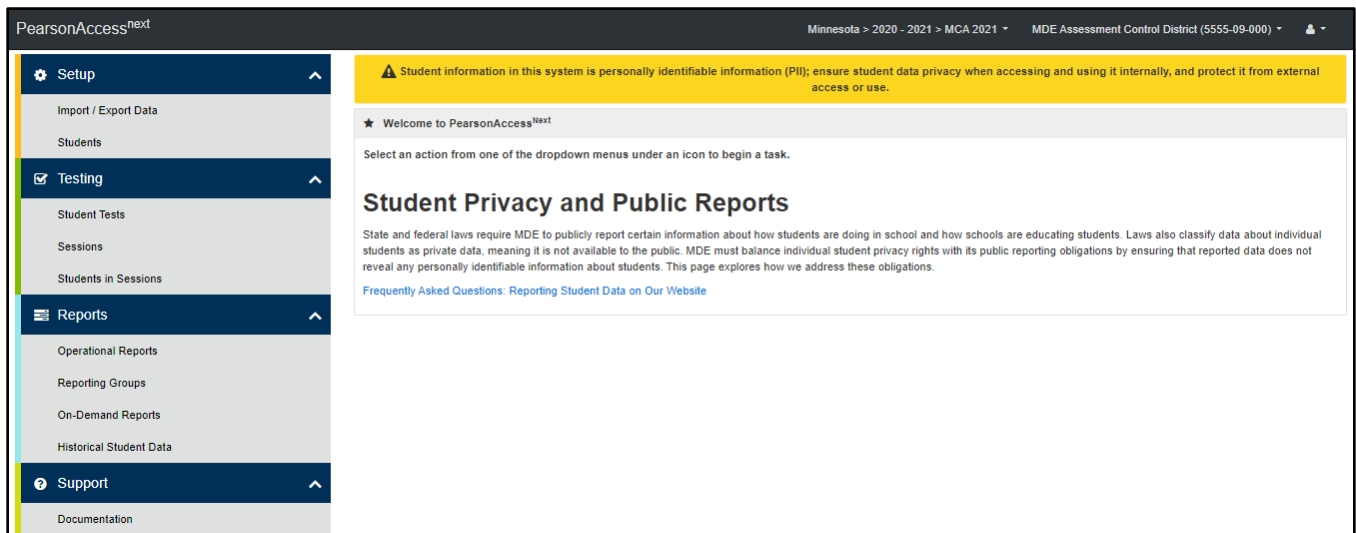 PearsonAccessnext
Minnesota > 2020 - 2021 > MCA 2021
MDE Assessment Control District (5555-09-000)
Setup
Import / Export Data
Students
Testing
Student Tests
Sessions
Students in Sessions
Reports
Operational Reports
Reporting Groups
On-Demand Reports
Historical Student Data
Support
Documentation
Student information in this system is personally identifiable information (PII); ensure student data privacy when accessing and using it internally, and protect it from external
access or use.
Welcome to PearsonAccessNext
Select an action from one of the dropdown menus under an icon to begin a task.
Student Privacy and Public Reports
State and federal laws require MDE to publicly report certain information about how students are doing in school and how schools are educating students. Laws also classify data about individual
students as private data, meaning it is not available to the public. MDE must balance individual student privacy rights with its public reporting obligations by ensuring that reported data does not
reveal any personally identifiable information about students. This page explores how we address these obligations.
Frequently Asked Questions: Reporting Student Data on Our Website